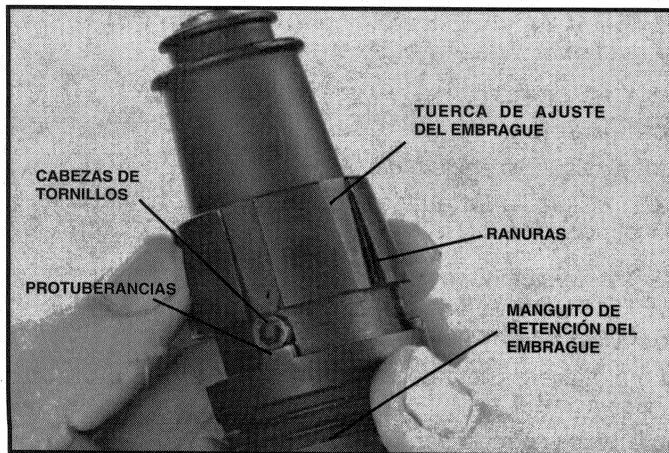 TUERCA DE AJUSTE
DEL EMBRAGUE
CABEZAS DE
TORNILLOS
RANURAS
PROTUBERANCIAS
MANGUITO DE
RETENCIÓN DEL
EMBRAGUE